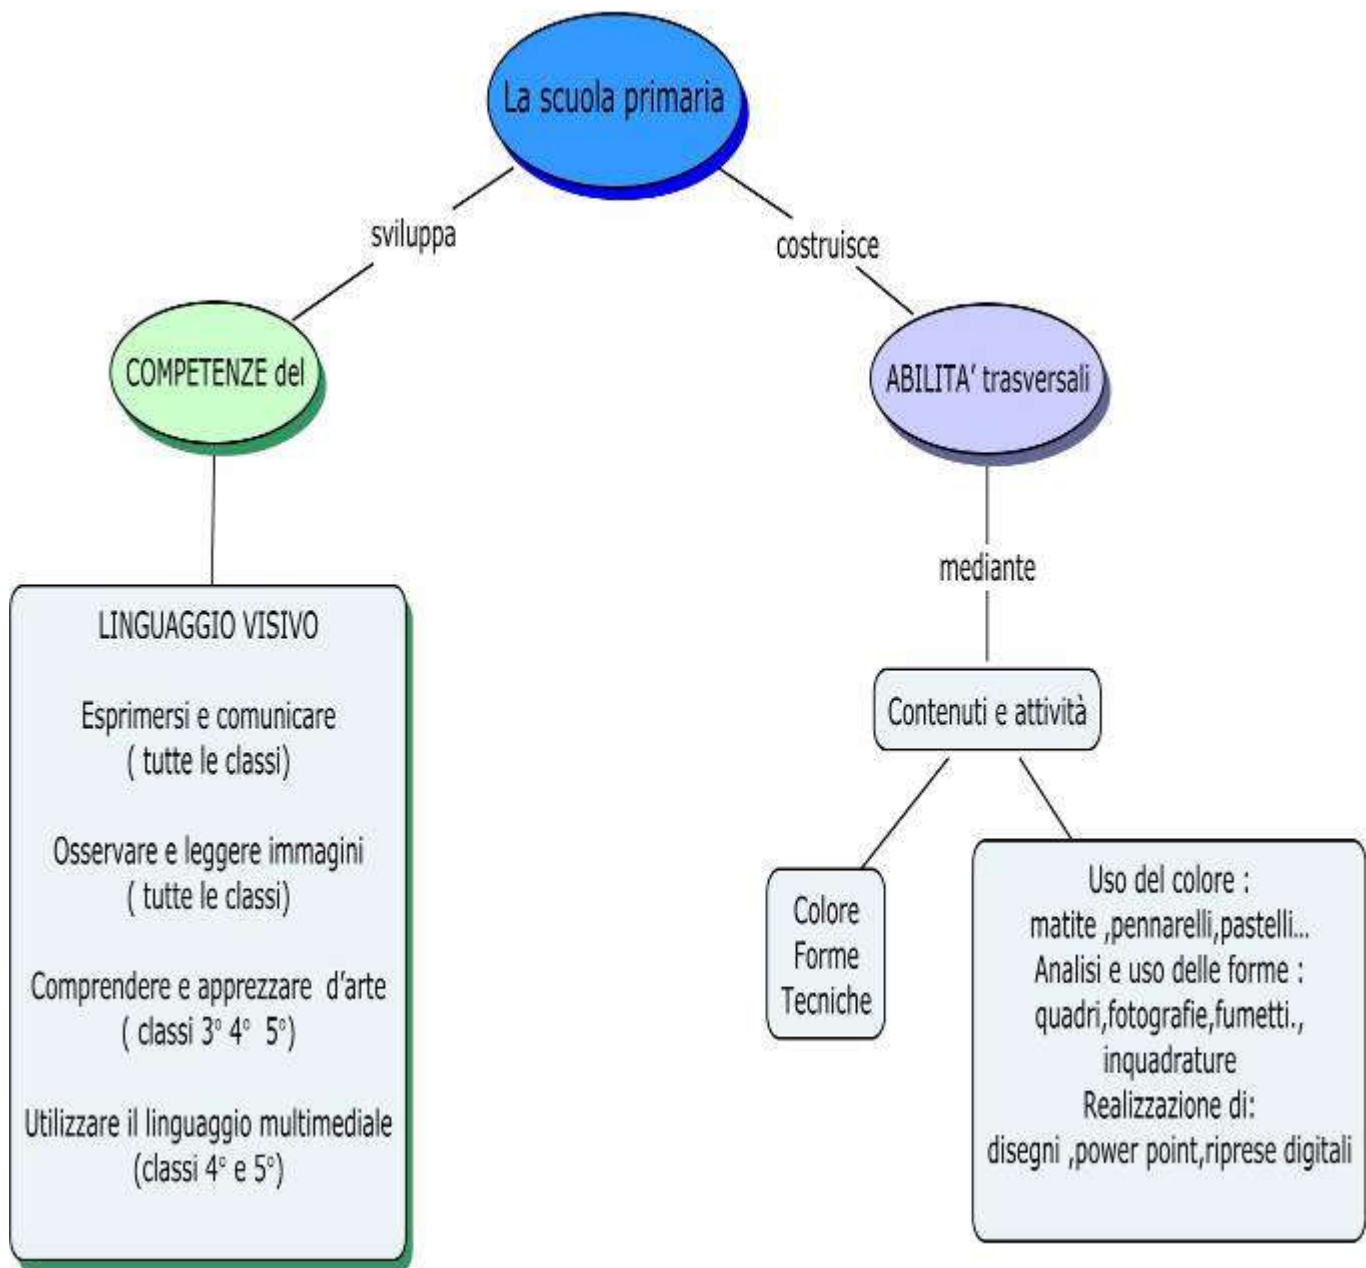 La scuola primaria
sviluppa
costruisce
COMPETENZE del
ABILITA’ trasversali
mediante
LINGUAGGIO VISIVO
Esprimersi e comunicare
( tutte le classi)
Osservare e leggere immagini
( tutte le classi)
Comprendere e apprezzare d’arte
( classi 3° 4° 5°)
Utilizzare il linguaggio multimediale
(classi 4° e 5°)
Contenuti e attività
Colore
Forme
Tecniche
Uso del colore :
matite ,pennarelli,pastelli...
Analisi e uso delle forme :
quadri,fotografie,fumetti.,
inquadrature
Realizzazione di:
disegni ,power point,riprese digitali